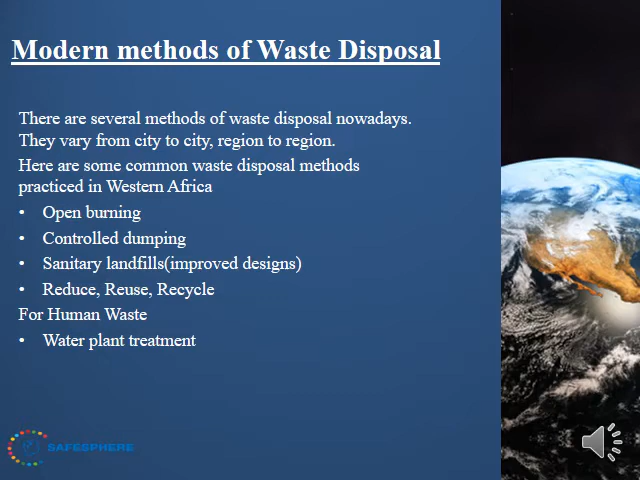 Modern methods of Waste Disposal
There are several methods of waste disposal nowadays.
They vary from city to city, region to region.
Here are some common waste disposal methods
practiced in Western Africa
• Open burning
• Controlled dumping
• Sanitary landfills(improved designs)
• Reduce, Reuse, Recycle
For Human Waste
• Water plant treatment
SAFESPHERE